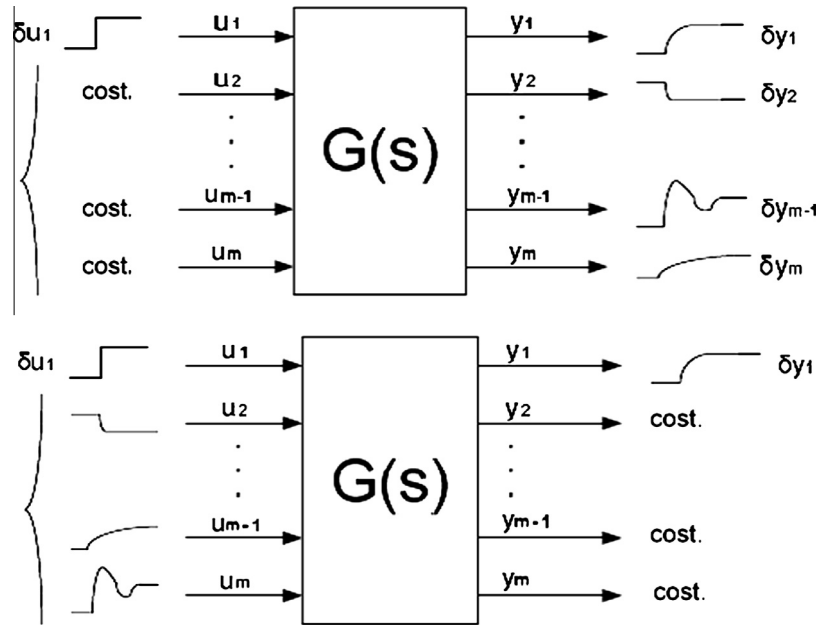 δu1 u1 y1 δy1
cost. u2 y2 δy2
G(s)
cost. um-1 ym-1 δym-1
cost. um ym δym
δu1 u1 y1 δy1
u2 y2 cost.
G(s)
um-1 ym-1 cost.
um ym cost.